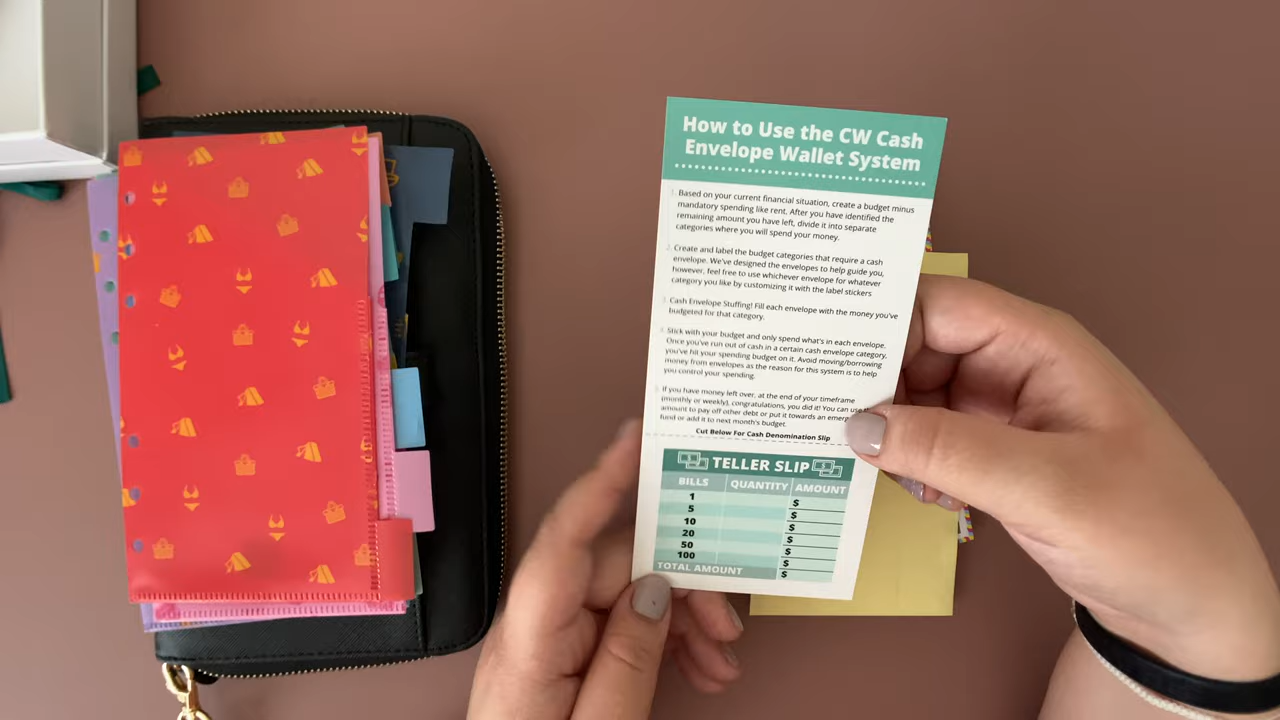 How to Use the CW Cash
Envelope Wallet System
1. Based on your current financial situation, create a budget minus
mandatory spending like rent. After you have identified the
remaining amount you have left, divide it into separate
categories where you will spend your money.
2. Create and label the budget categories that require a cash
envelope. We've designed the envelopes to help guide you,
however, feel free to use whichever envelope for whatever
category you like by customizing it with the label stickers
3. Cash Envelope Stuffing! Fill each envelope with the money you've
budgeted for that category.
4. Stick with your budget and only spend what's in each envelope.
Once you've run out of cash in a certain cash envelope category,
you've hit your spending budget on it. Avoid moving/borrowing
money from envelopes as the reason for this system is to help
you control your spending.
5. If you have money left over, at the end of your timeframe
(monthly or weekly), congratulations, you did it! You can use
amount to pay off other debt or put it towards an
fund or add it to next month's budget.
Cut Below For Cash Denomination Slip
TELLER SLIP
BILLS QUANTITY AMOUNT
1 $
5 $
10 $
20 $
50 $
100 $
TOTAL AMOUNT $